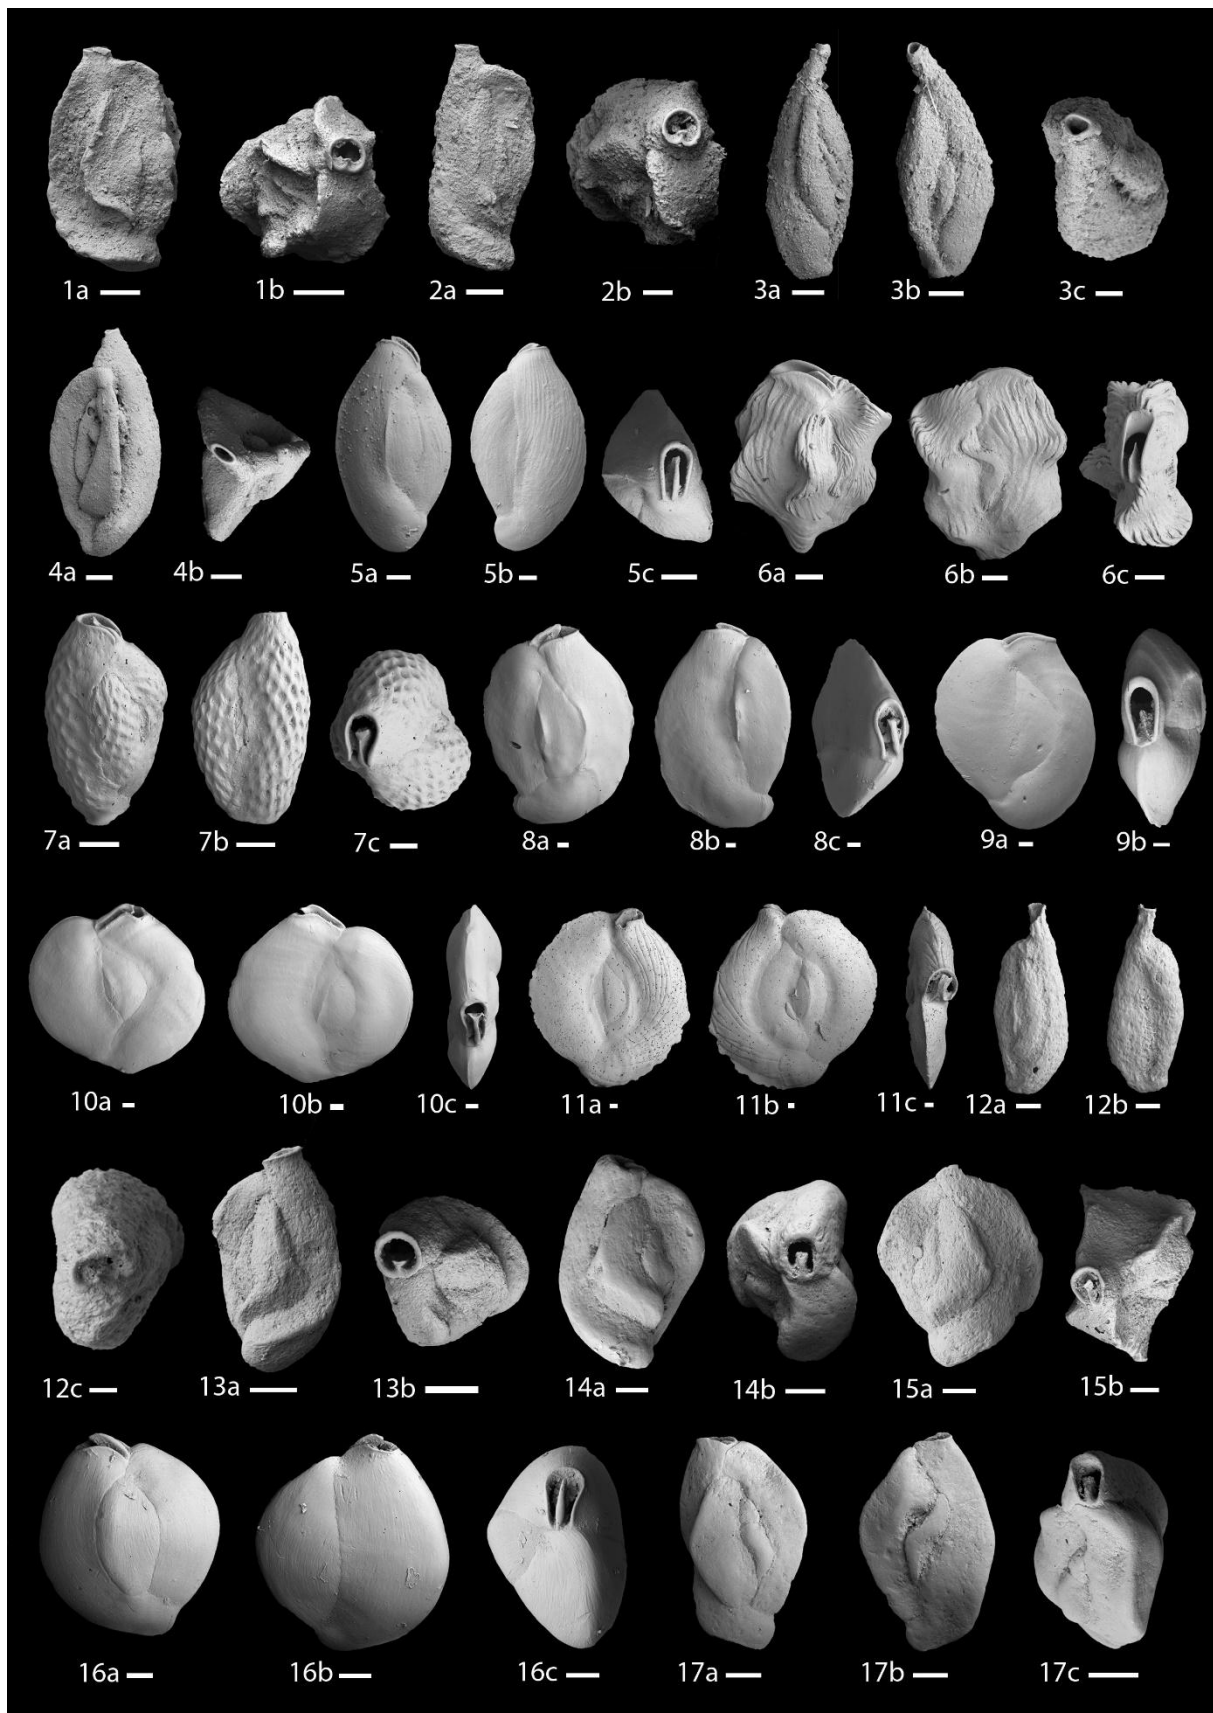 1a 1b 2a 2b 3a 3b 3c
4a 4b 5a 5b 5c 6a 6b 6c
7a 7b 7c 8a 8b 8c 9a 9b
10a 10b 10c 11a 11b 11c 12a 12b
12c 13a 13b 14a 14b 15a 15b
16a 16b 16c 17a 17b 17c